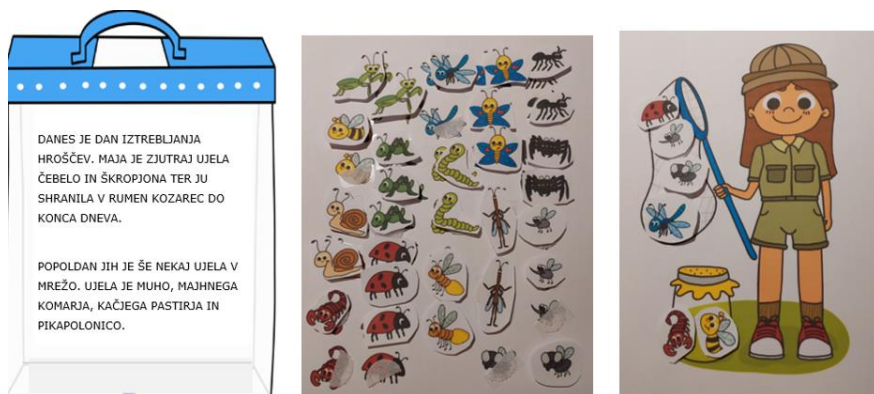 DANES JE DAN IZTREBLJANJA
HROŠČEV. MAJA JE ZJUTRAJ UJELA
ČEBELO IN ŠKROPJONA TER JU
SHRANILA V RUMEN KOZAREC DO
KONCA DNEVA.
POPOLDAN JIH JE ŠE NEKAJ UJELA V
MREŽO. UJELA JE MUHO, MAJHNEGA
KOMARJA, KAČJEGA PASTIRJA IN
PIKAPOLONICO.